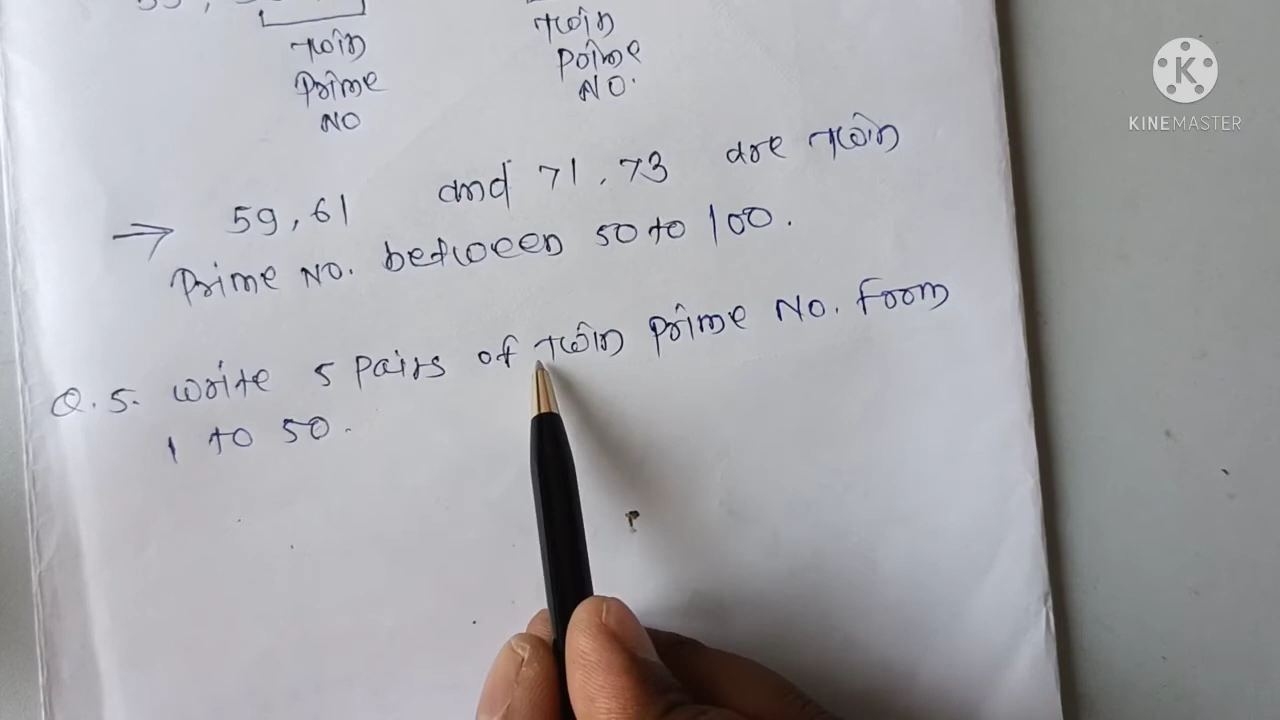 Twin
Prime
NO
Twin
Prime
NO.
→ 59, 61 and 71, 73 are Twin
Prime NO. between 50 to 100.
Q. 5. Write 5 Pairs of Twin Prime No. From
1 to 50.
K
KINEMASTER